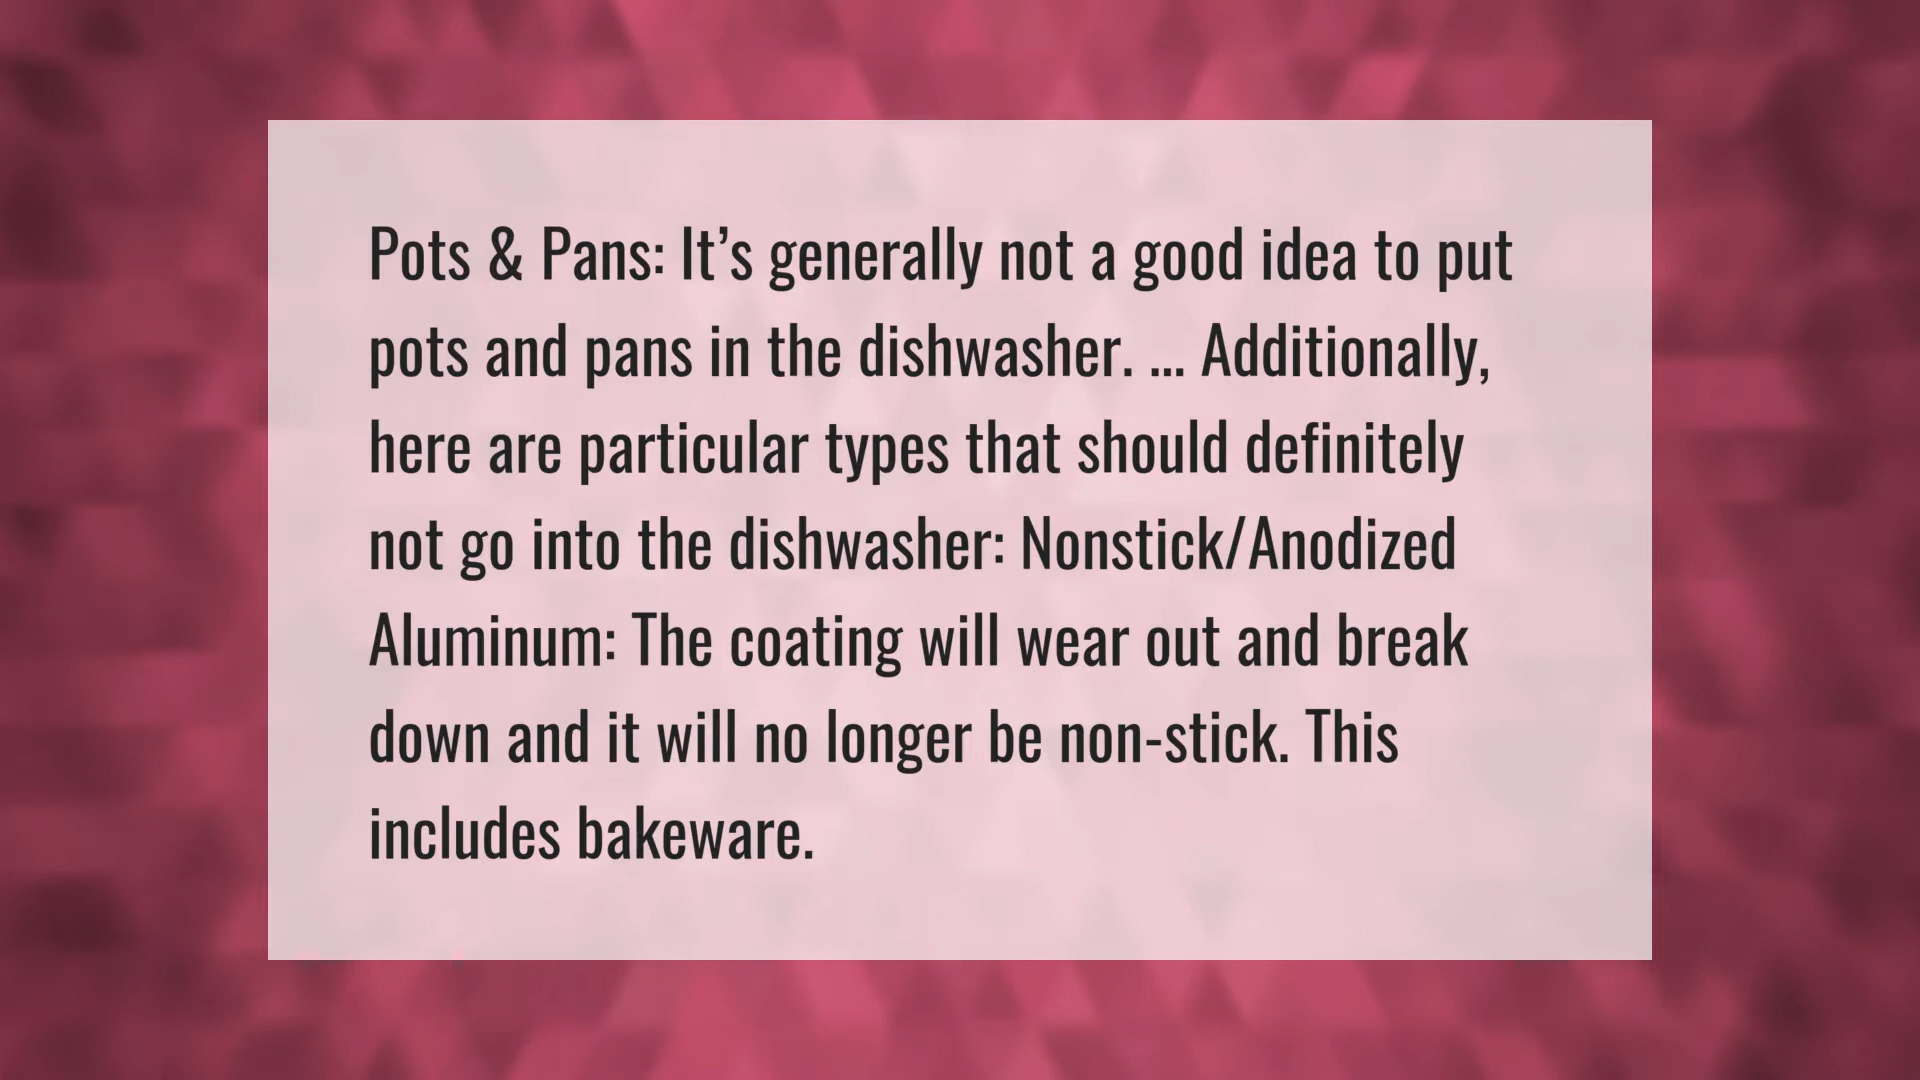 Pots & Pans: It’s generally not a good idea to put
pots and pans in the dishwasher. ... Additionally,
here are particular types that should definitely
not go into the dishwasher: Nonstick/Anodized
Aluminum: The coating will wear out and break
down and it will no longer be non-stick. This
includes bakeware.